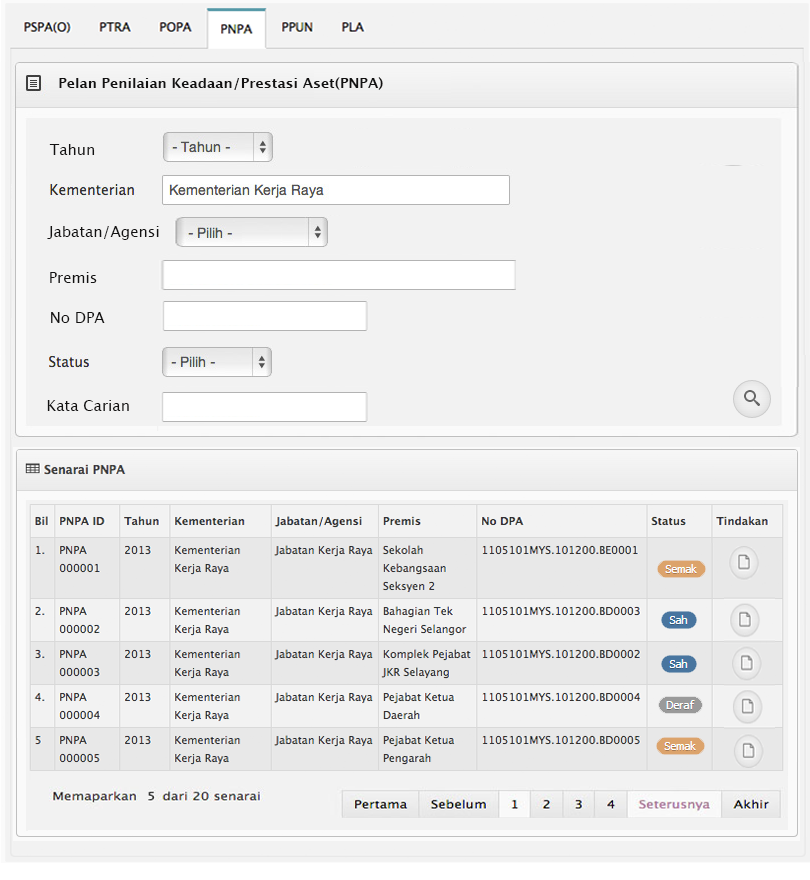 PSPA(O) PTRA POPA PNPA PPUN PLA
Pelan Penilaian Keadaan/Prestasi Aset(PNPA)
Tahun - Tahun -
Kementerian Kementerian Kerja Raya
Jabatan/Agensi - Pilih -
Premis
No DPA
Status - Pilih -
Kata Carian
Senarai PNPA
Bil PNPA ID Tahun Kementerian Jabatan/Agensi Premis No DPA Status Tindakan
1. PNPA 2013 Kementerian Jabatan Kerja Raya Sekolah 1105101MYS.101200.BE0001
000001 Kerja Raya Kebangsaan Semak
Seksyen 2
2. PNPA 2013 Kementerian Jabatan Kerja Raya Bahagian Tek 1105101MYS.101200.BD0003
000002 Kerja Raya Negeri Selangor Sah
3. PNPA 2013 Kementerian Jabatan Kerja Raya Komplek Pejabat 1105101MYS.101200.BD0002
000003 Kerja Raya JKR Selayang Sah
4. PNPA 2013 Kementerian Jabatan Kerja Raya Pejabat Ketua 1105101MYS.101200.BD0004
000004 Kerja Raya Daerah Deraf
5 PNPA 2013 Kementerian Jabatan Kerja Raya Pejabat Ketua 1105101MYS.101200.BD0005
000005 Kerja Raya Pengarah Semak
Memaparkan 5 dari 20 senarai
Pertama Sebelum 1 2 3 4 Seterusnya Akhir